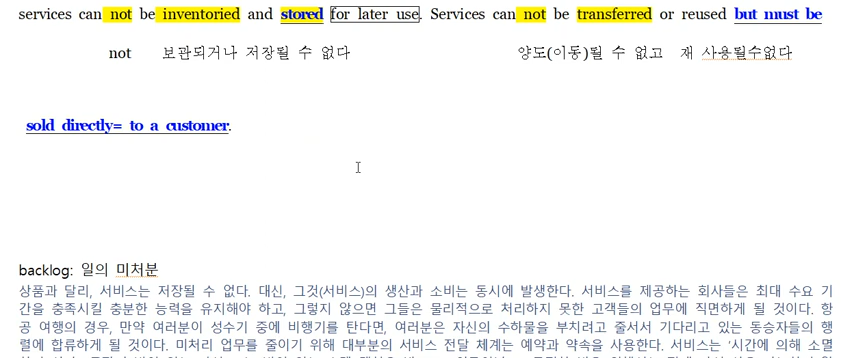 services can not be inventoried and stored for later use. Services can not be transferred or reused but must be
not 보관되거나 저장될 수 없다 양도(이동)될 수 없고 재 사용될수없다
sold directly= to a customer.
backlog: 일의 미처분
상품과 달리, 서비스는 저장될 수 없다. 대신, 그것(서비스)의 생산과 소비는 동시에 발생한다. 서비스를 제공하는 회사들은 최대 수요 기
간을 충족시킬 충분한 능력을 유지해야 하고, 그렇지 않으면 그들은 물리적으로 처리하지 못한 고객들의 업무에 직면하게 될 것이다. 항
공 여행의 경우, 만약 여러분이 성수기 중에 비행기를 탄다면, 여러분은 자신의 수하물을 부치려고 줄서서 기다리고 있는 동승자들의 행
렬에 합류하게 될 것이다. 미처리 업무를 줄이기 위해 대부분의 서비스 전달 체계는 예약과 약속을 사용한다. 서비스는 '시간에 의해 소멸